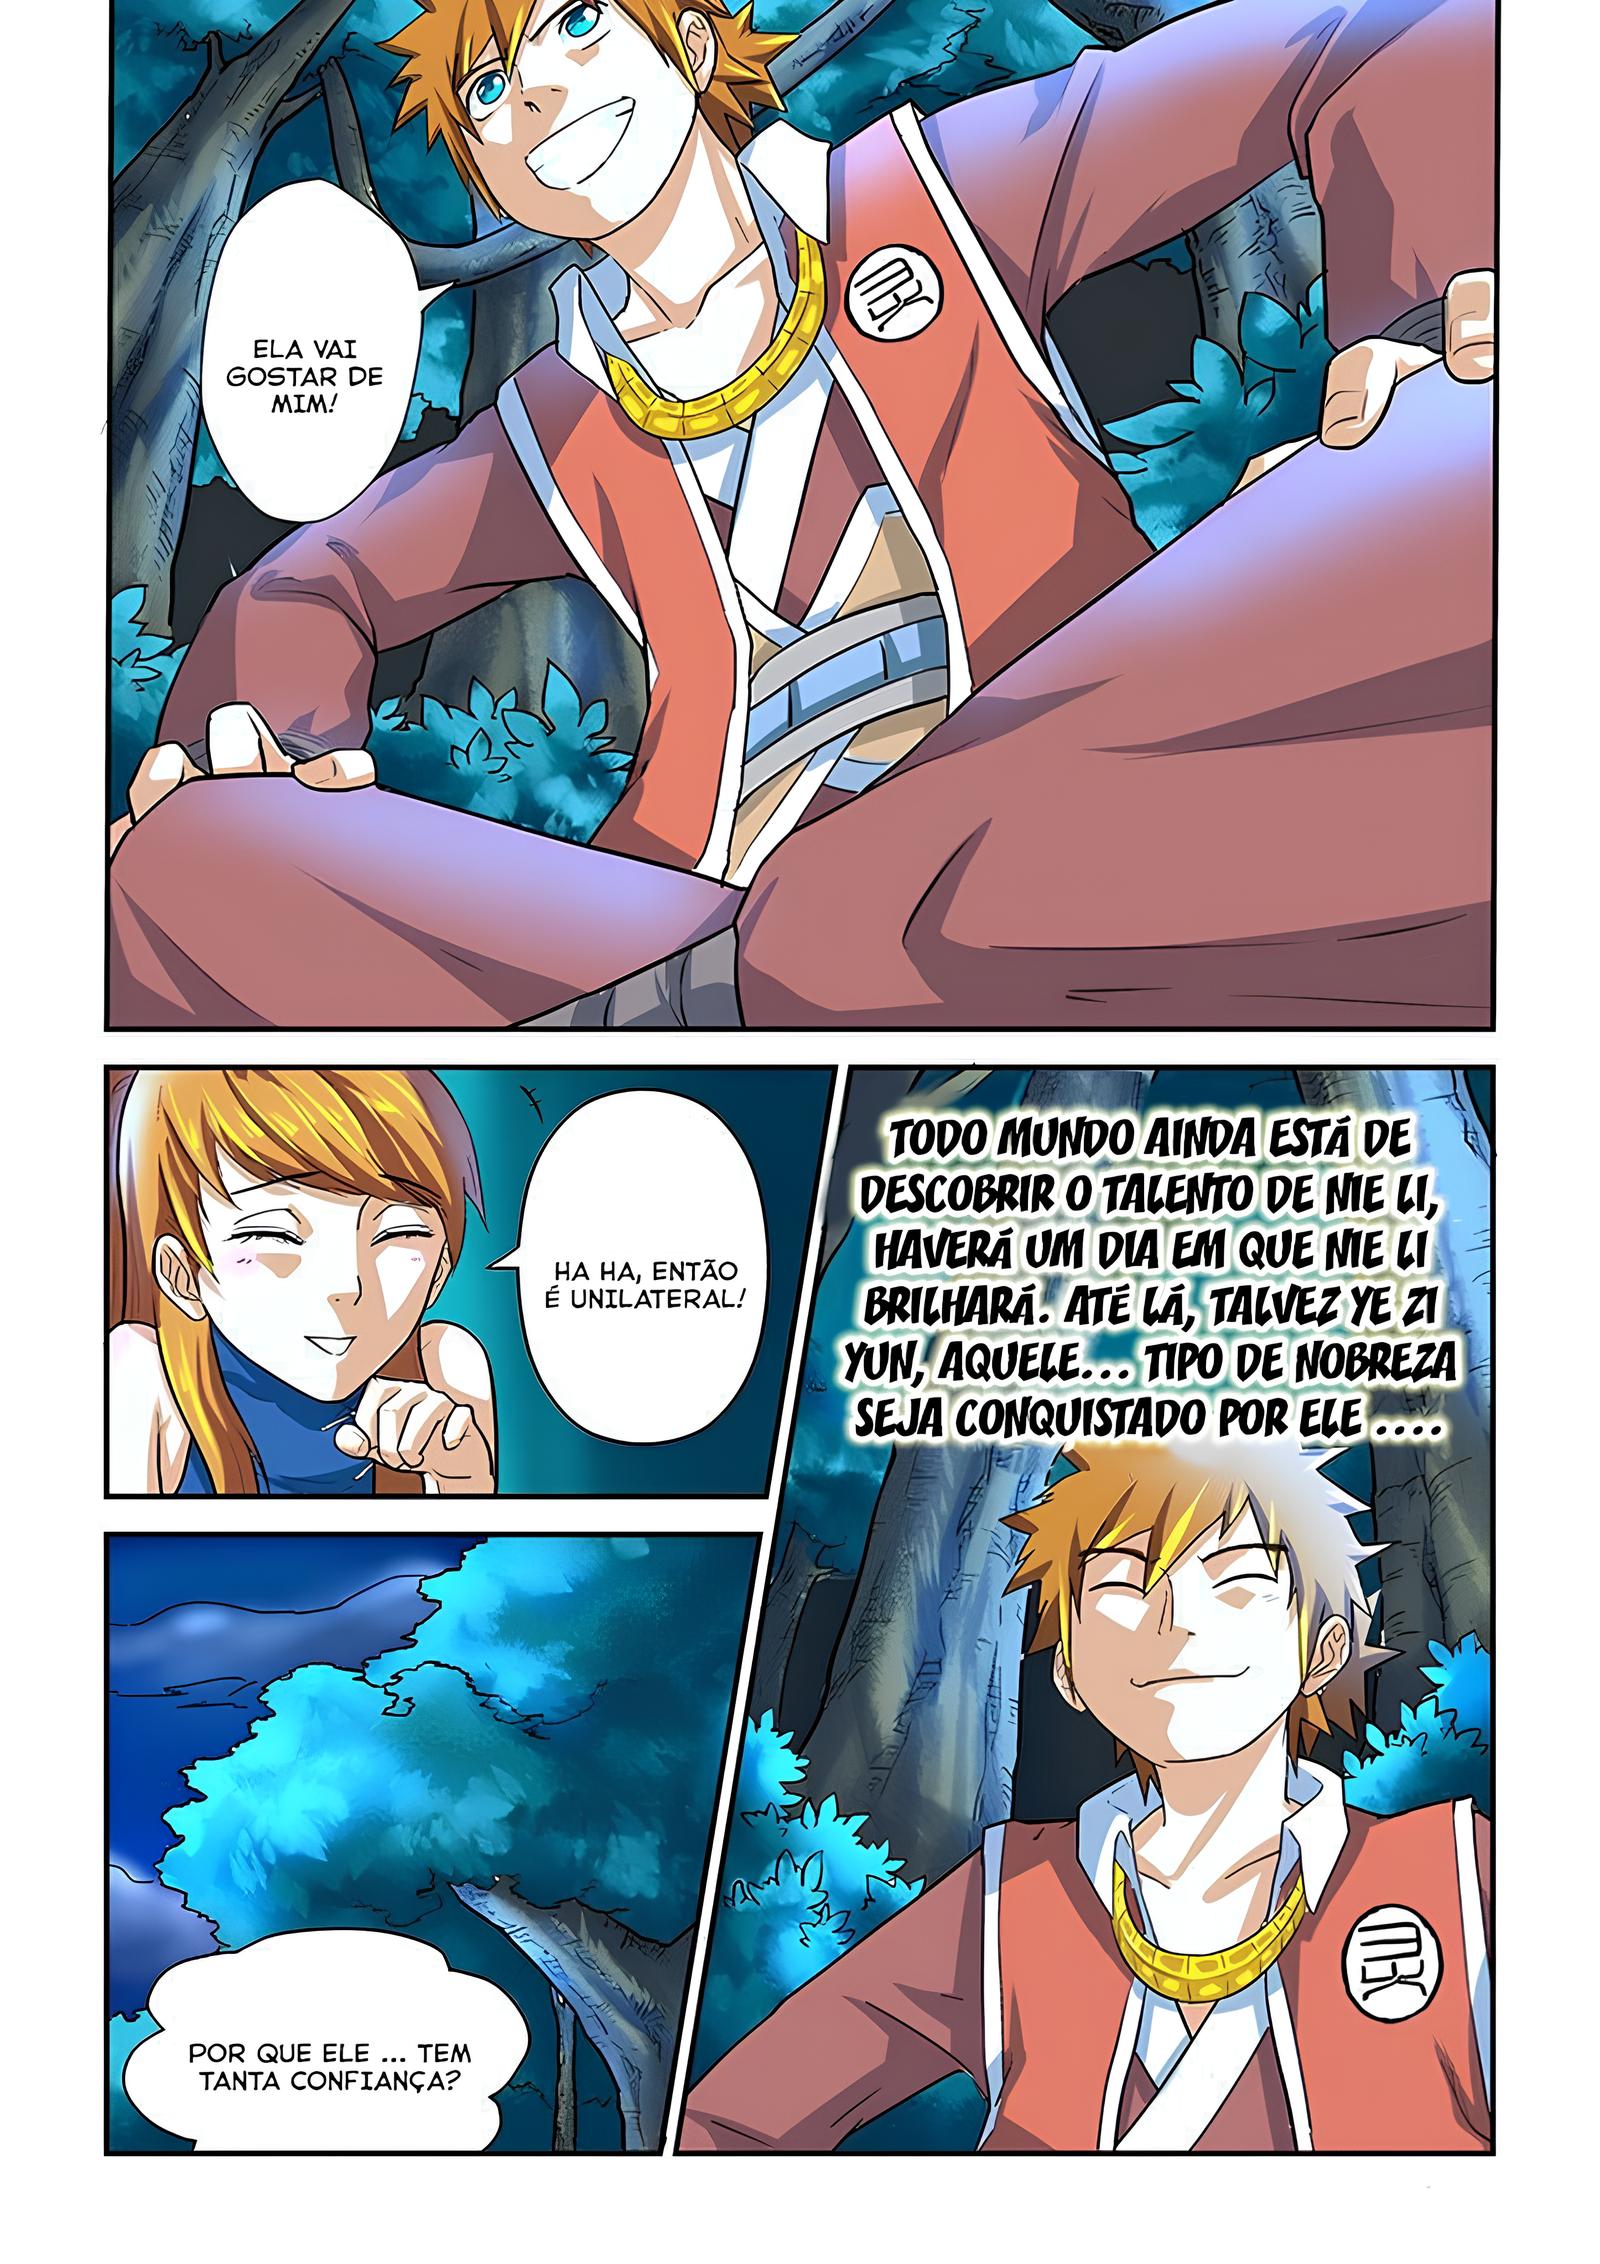 ELA VAI
GOSTAR DE
MIM!
HA HA, ENTÃO
É UNILATERAL!
TODO MUNDO AINDA ESTÁ DE
DESCOBRIR O TALENTO DE NIE LI,
HAVERÁ UM DIA EM QUE NIE LI
BRILHARÁ. ATÉ LÁ, TALVEZ YE ZI
YUN, AQUELE... TIPO DE NOBREZA
SEJA CONQUISTADO POR ELE ....
POR QUE ELE ... TEM
TANTA CONFIANÇA?